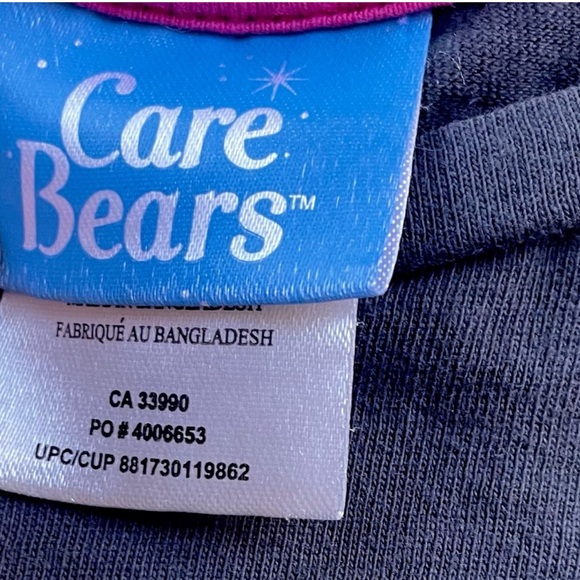 Care
Bears™
FABRIQUÉ AU BANGLADESH
CA 33990
PO # 4006653
UPC/CUP 881730119862